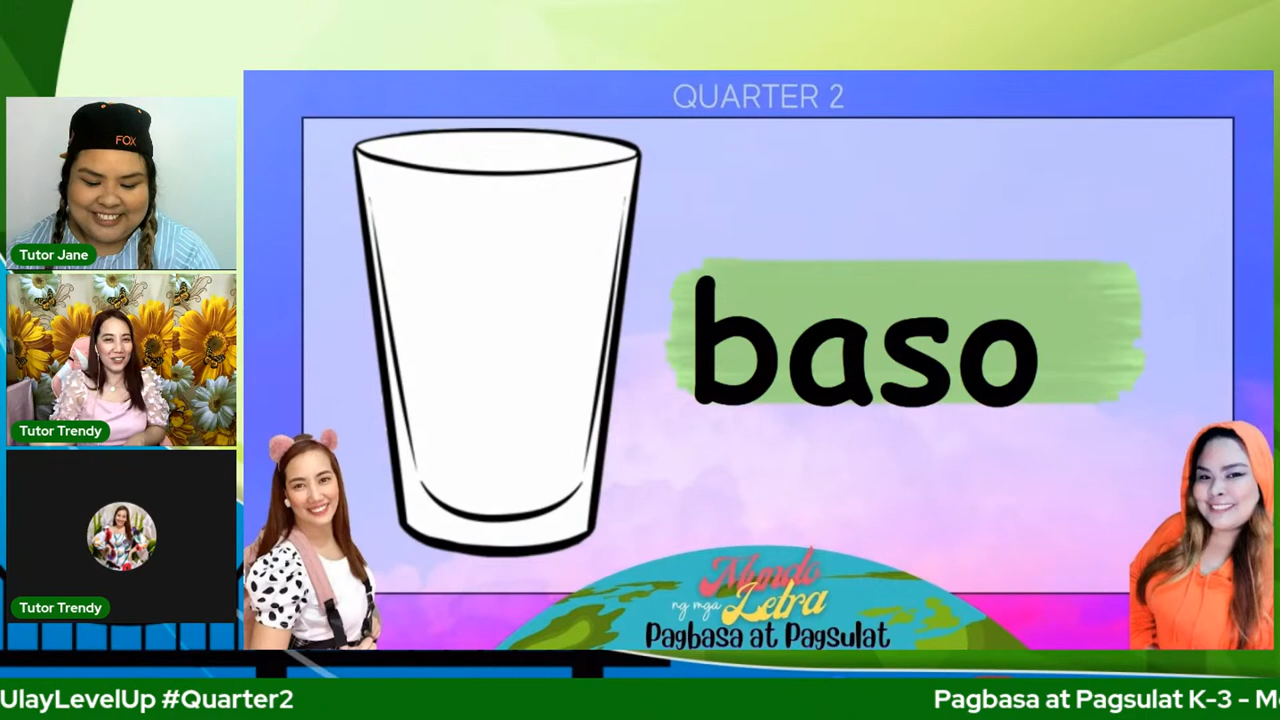 QUARTER 2
FOX
Tutor Jane
baso
Tutor Trendy
Tutor Trendy
Mundo
ng mga Letra
Pagbasa at Pagsulat
UlayLevelUp #Quarter2
Pagbasa at Pagsulat K-3 - M